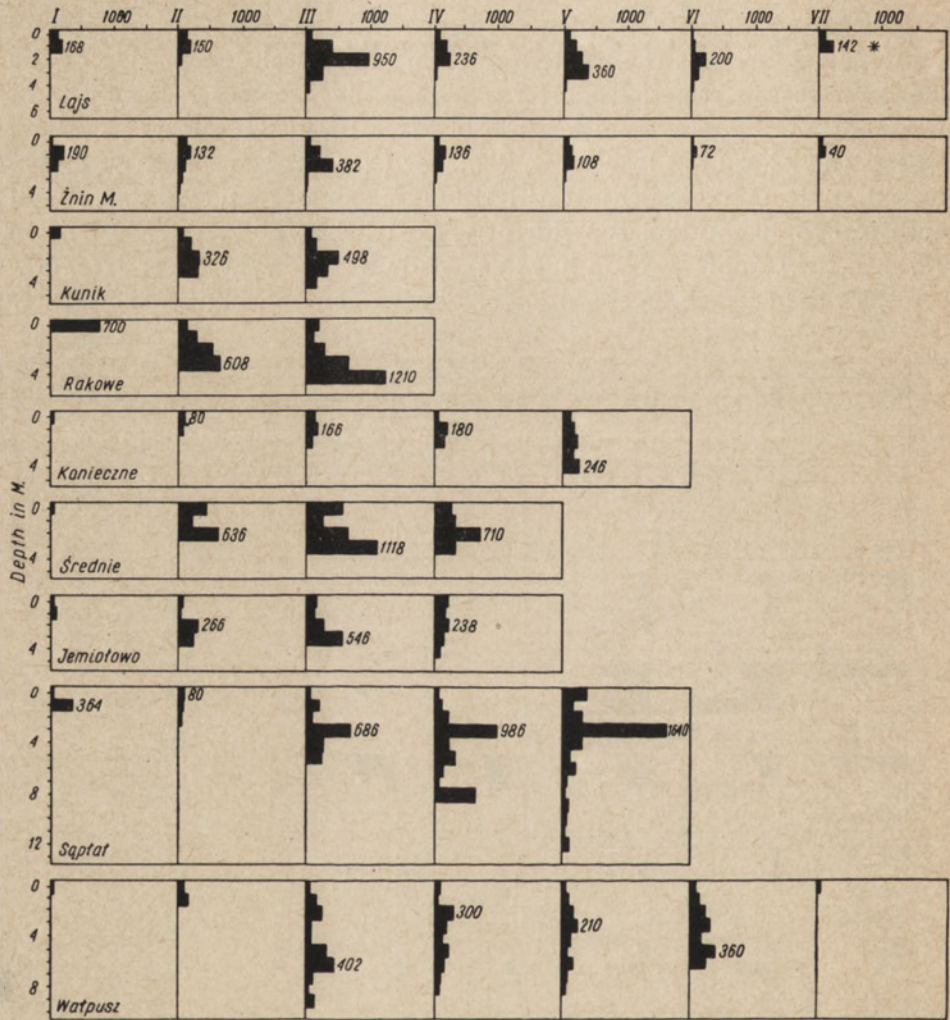 I 1000 II 1000 III 1000 IV 1000 V 1000 VI 1000 VII 1000
0
2
4
6
168 150 950 236 360 200 142 *
Lajs
0
4
190 132 382 136 108 72 40
Żnin M.
0
4
326 498
Kunik
0
4
700 608 1210
Rakowe
0
4
80 166 180 246
Konieczne
Depth in M.
0
4
636 1118 710
Średnie
0
4
266 546 238
Jemiołowo
0
4
8
12
364 80 686 986 1640
Sąpłat
0
4
8
402 300 210 360
Wałpusz